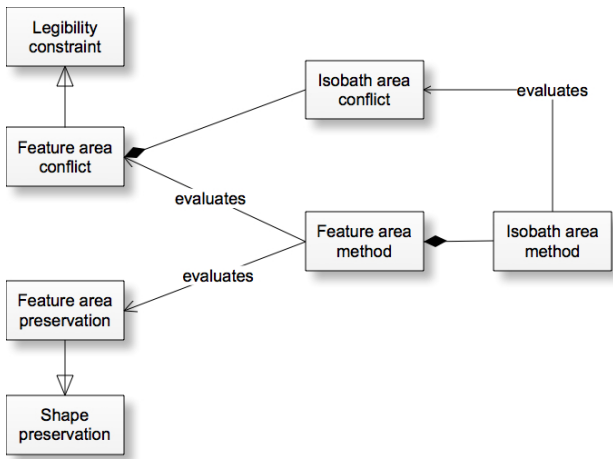 Legibility
constraint
Isobath area
conflict
evaluates
Feature area
conflict
evaluates
Feature area
method
Isobath area
method
evaluates
Feature area
preservation
Shape
preservation